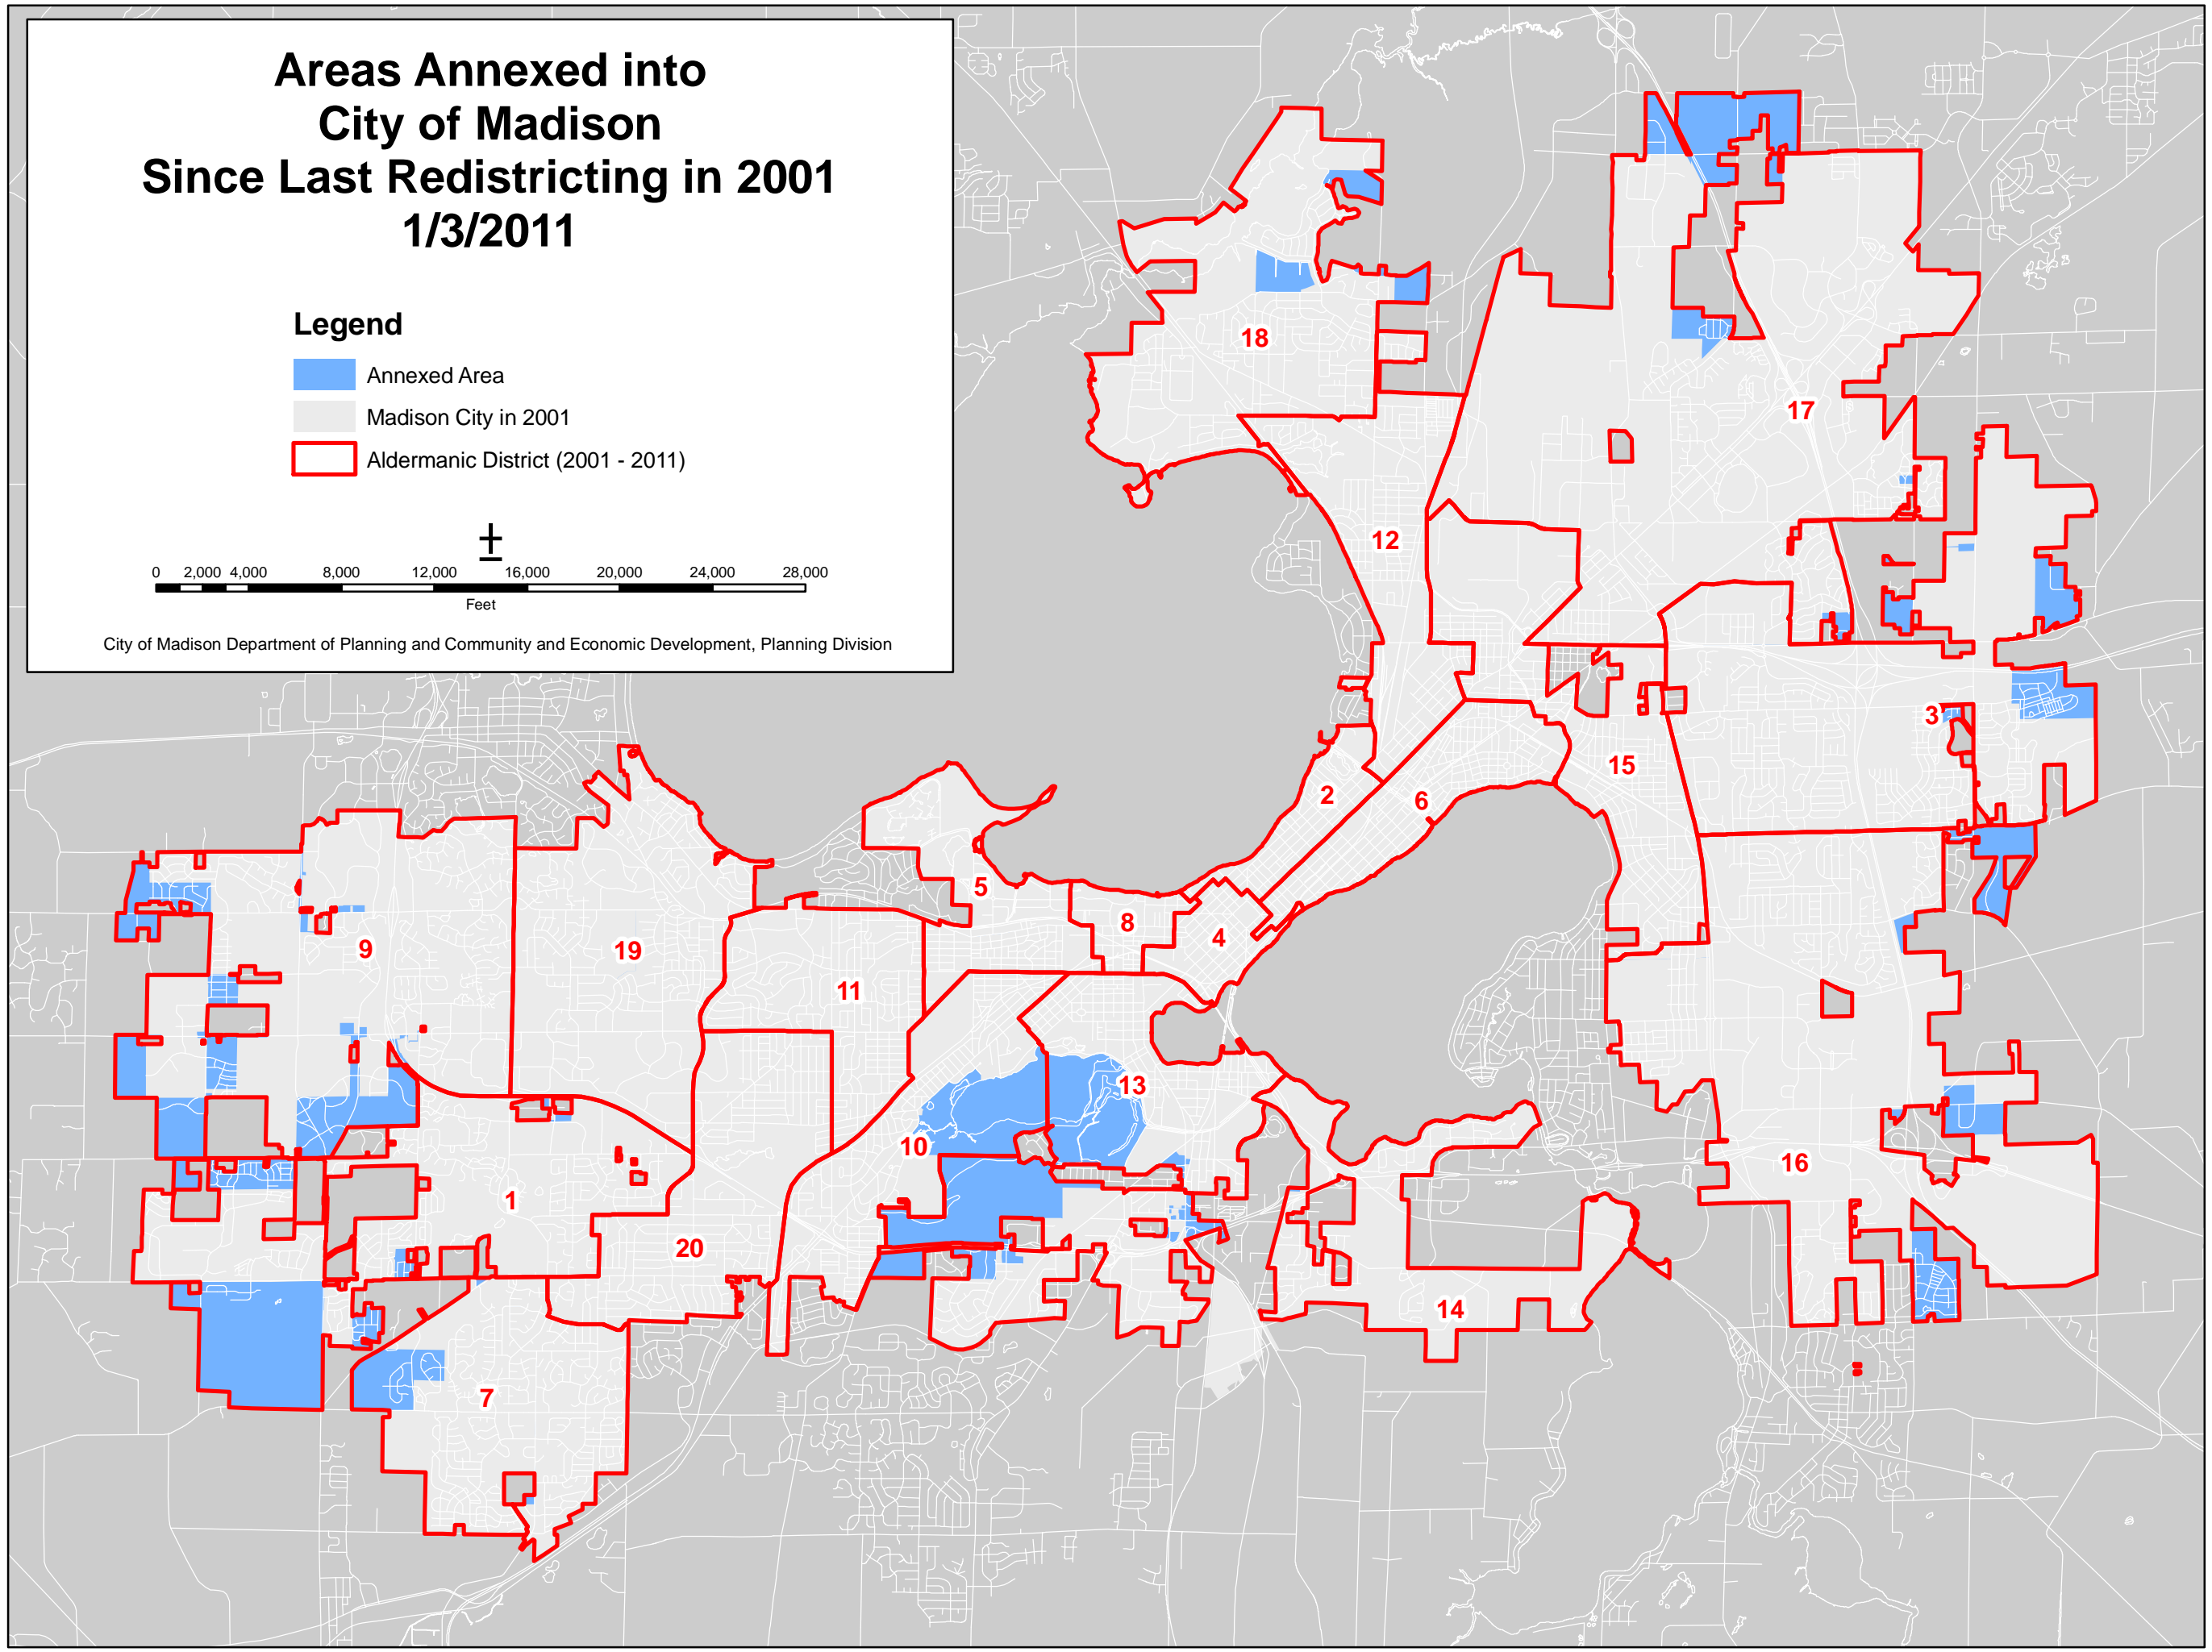 Areas Annexed into
City of Madison
Since Last Redistricting in 2001
1/3/2011
Legend
Annexed Area
Madison City in 2001
Aldermanic District (2001 - 2011)
±
0 2,000 4,000 8,000 12,000 16,000 20,000 24,000 28,000
Feet
City of Madison Department of Planning and Community and Economic Development, Planning Division
18
17
12
3
15
2
6
5
8
4
9
19
11
13
10
16
1
20
14
7